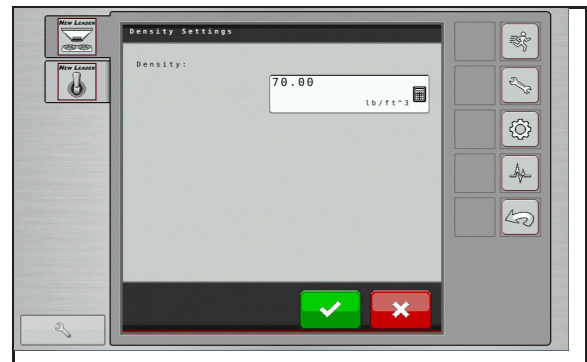 NEW LEADER
NEW LEADER
Density Settings
Density:
70.00
lb/ft^3